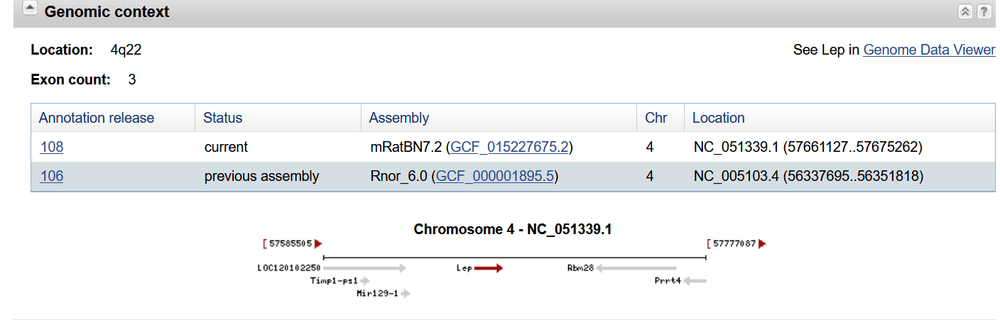 Genomic context
?
Location: 4q22
See Lep in Genome Data Viewer
Exon count: 3
Annotation release Status Assembly Chr Location
108 current mRatBN7.2 (GCF_015227675.2) 4 NC_051339.1 (57661127..57675262)
106 previous assembly Rnor_6.0 (GCF_000001895.5) 4 NC_005103.4 (56337695..56351818)
Chromosome 4 - NC_051339.1
[ 57585505 [ 57777087
LOC120102250 Lep Rbm28
Timp1-ps1 Prrt4
Mir129-1